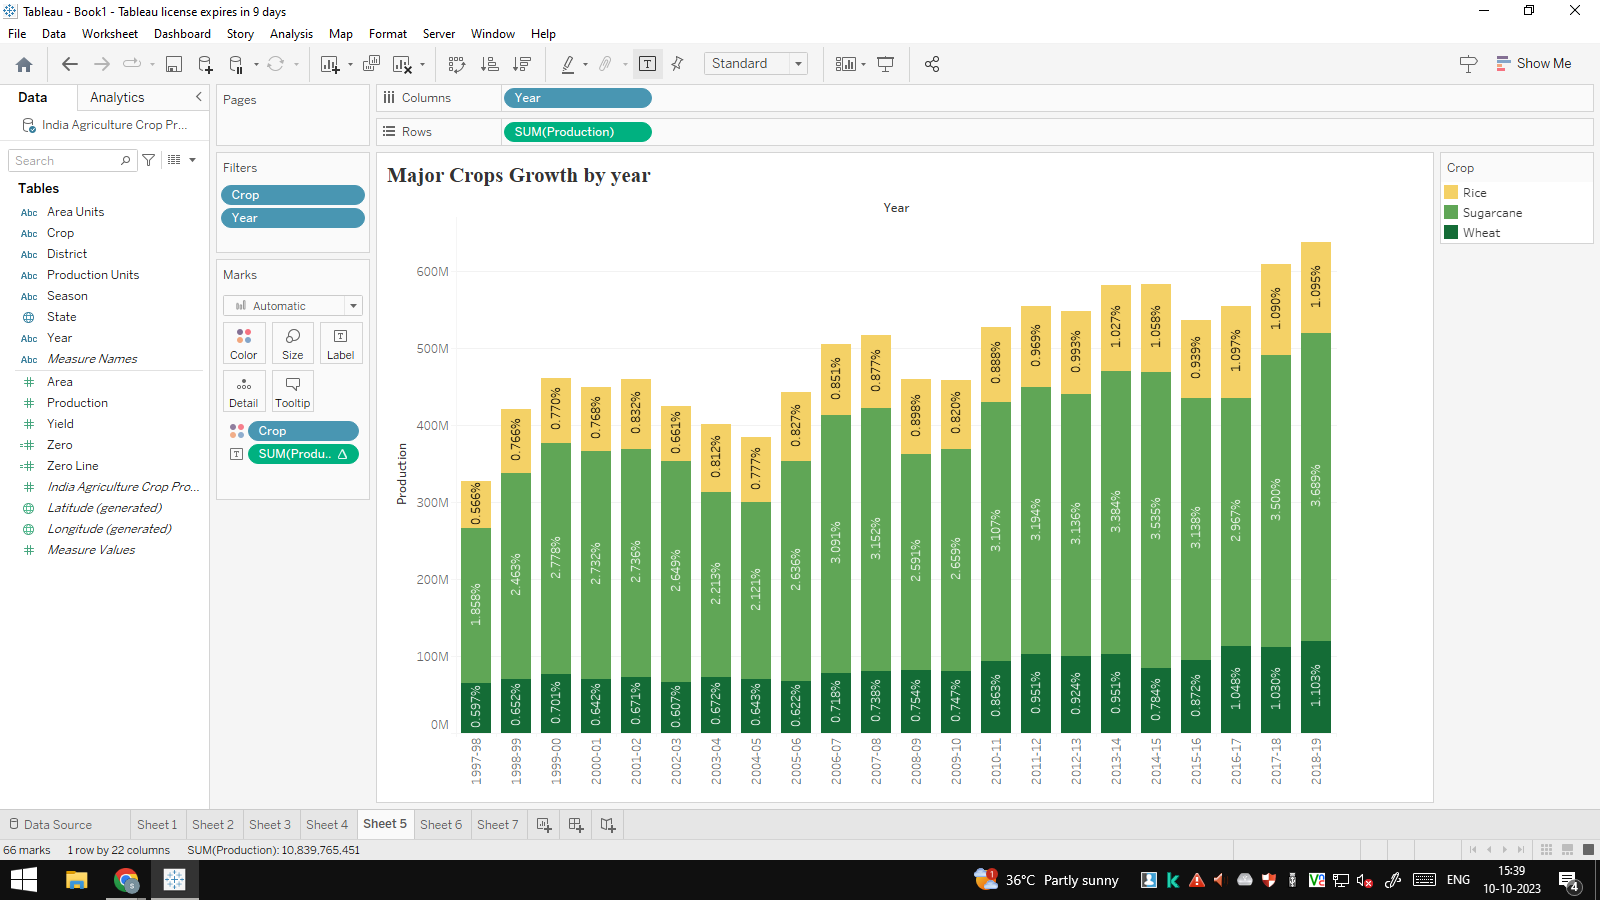 Tableau - Book1 - Tableau license expires in 9 days
File Data Worksheet Dashboard Story Analysis Map Format Server Window Help
Standard
Show Me
Data Analytics
India Agriculture Crop Pr...
Search
Tables
Abc Area Units
Abc Crop
Abc District
Abc Production Units
Abc Season
State
Abc Year
Abc Measure Names
Area
Production
Yield
Zero
Zero Line
India Agriculture Crop Pro...
Latitude (generated)
Longitude (generated)
Measure Values
Pages
Filters
Crop
Year
Marks
Automatic
Color Size Label
Detail Tooltip
Crop
SUM(Produ.. Δ
Columns Year
Rows SUM(Production)
Major Crops Growth by year
Year
Production
600M
500M
400M
300M
200M
100M
0M
0.566% 0.766% 0.770% 0.768% 0.832% 0.661% 0.812% 0.777% 0.827% 0.851% 0.877% 0.898% 0.820% 0.888% 0.969% 0.993% 1.027% 1.058% 0.939% 1.097% 1.090% 1.095%
1.858% 2.463% 2.778% 2.732% 2.736% 2.649% 2.213% 2.121% 2.636% 3.091% 3.152% 2.591% 2.659% 3.107% 3.194% 3.136% 3.384% 3.535% 3.138% 2.967% 3.500% 3.689%
0.597% 0.652% 0.701% 0.642% 0.671% 0.607% 0.672% 0.643% 0.622% 0.718% 0.738% 0.754% 0.747% 0.863% 0.951% 0.924% 0.951% 0.784% 0.872% 1.048% 1.030% 1.103%
1997-98 1998-99 1999-00 2000-01 2001-02 2002-03 2003-04 2004-05 2005-06 2006-07 2007-08 2008-09 2009-10 2010-11 2011-12 2012-13 2013-14 2014-15 2015-16 2016-17 2017-18 2018-19
Crop
Rice
Sugarcane
Wheat
Data Source Sheet 1 Sheet 2 Sheet 3 Sheet 4 Sheet 5 Sheet 6 Sheet 7
66 marks 1 row by 22 columns SUM(Production): 10,839,765,451
36°C Partly sunny
ENG
15:39
10-10-2023
4